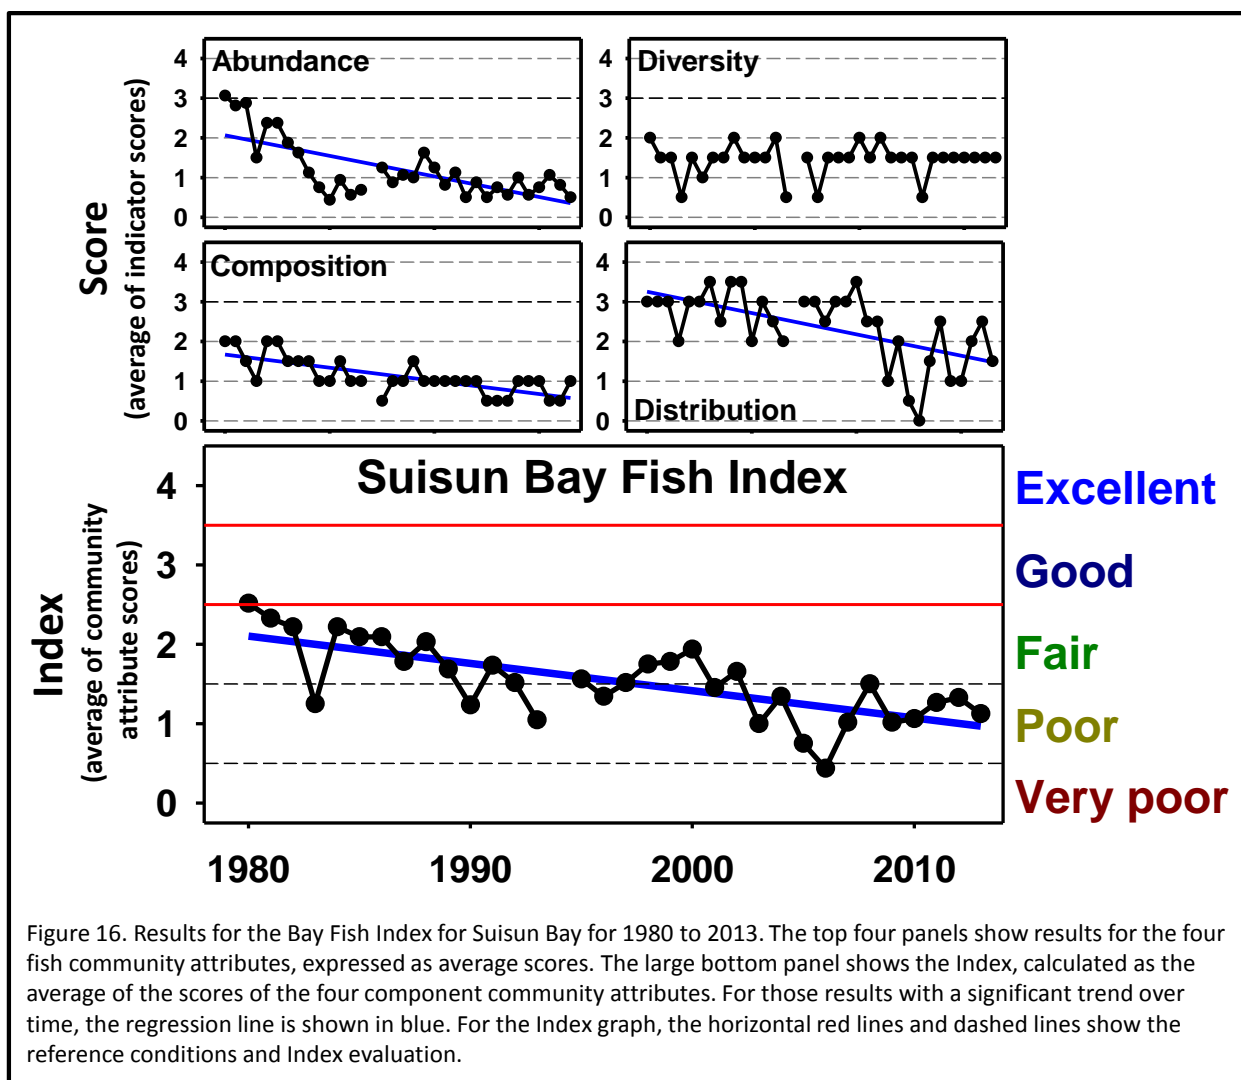 Score
(average of indicator scores)
Abundance
4
3
2
1
0
Diversity
4
3
2
1
0
Composition
4
3
2
1
0
Distribution
4
3
2
1
0
Suisun Bay Fish Index
Index
(average of community
attribute scores)
4
3
2
1
0
1980
1990
2000
2010
Excellent
Good
Fair
Poor
Very poor
Figure 16. Results for the Bay Fish Index for Suisun Bay for 1980 to 2013. The top four panels show results for the four
fish community attributes, expressed as average scores. The large bottom panel shows the Index, calculated as the
average of the scores of the four component community attributes. For those results with a significant trend over
time, the regression line is shown in blue. For the Index graph, the horizontal red lines and dashed lines show the
reference conditions and Index evaluation.